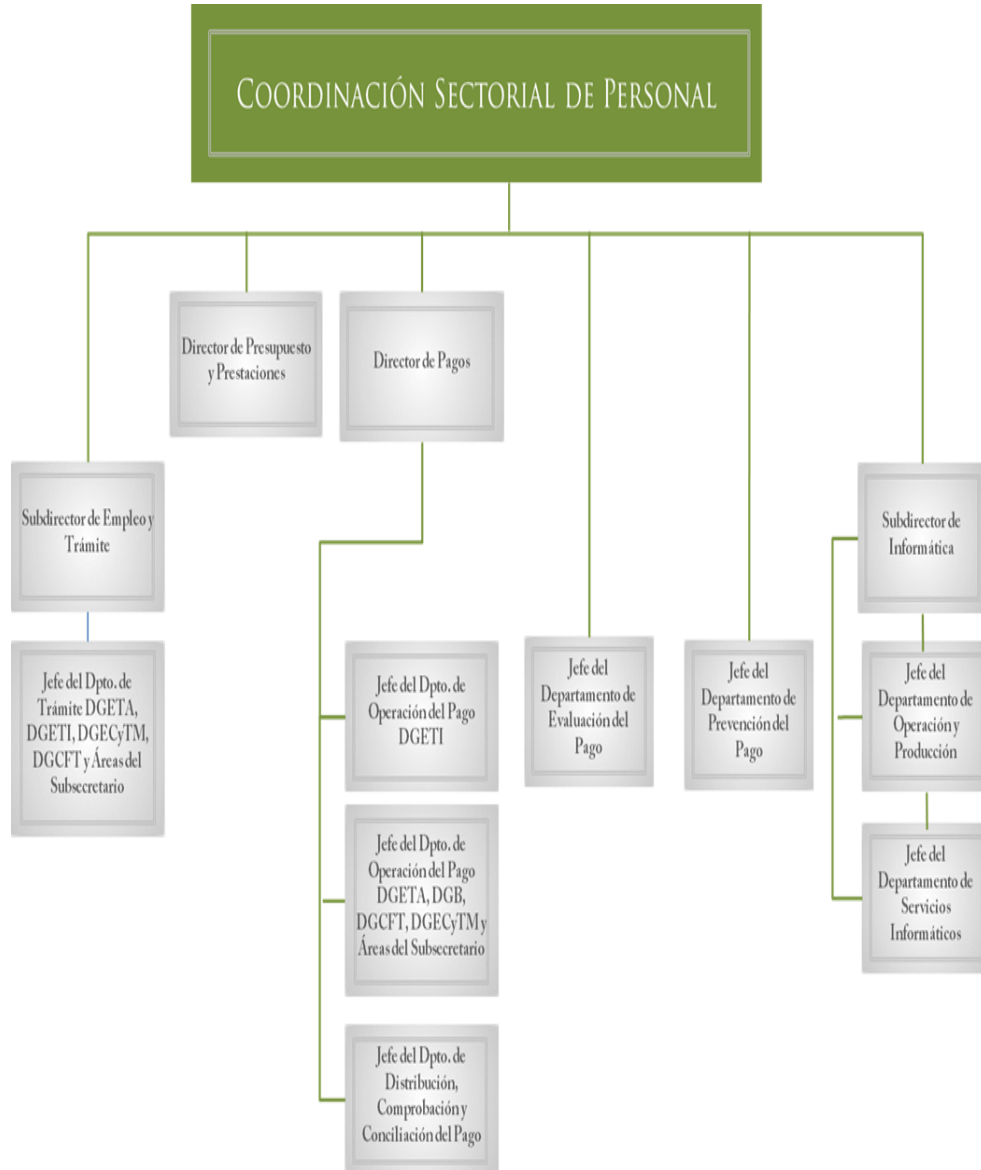 COORDINACIÓN SECTORIAL DE PERSONAL
Director de Presupuesto
y Prestaciones
Director de Pagos
Subdirector de Empleo y
Trámite
Subdirector de
Informática
Jefe del Dpto. de
Trámite DGETA,
DGETI, DGECyTM,
DGCFT y Áreas del
Subsecretario
Jefe del Dpto. de
Operación del Pago
DGETI
Jefe del
Departamento de
Evaluación del
Pago
Jefe del
Departamento de
Prevención del
Pago
Jefe del
Departamento de
Operación y
Producción
Jefe del Dpto. de
Operación del Pago
DGETA, DGB,
DGCFT, DGECyTM y
Áreas del Subsecretario
Jefe del
Departamento de
Servicios
Informáticos
Jefe del Dpto. de
Distribución,
Comprobación y
Conciliación del Pago